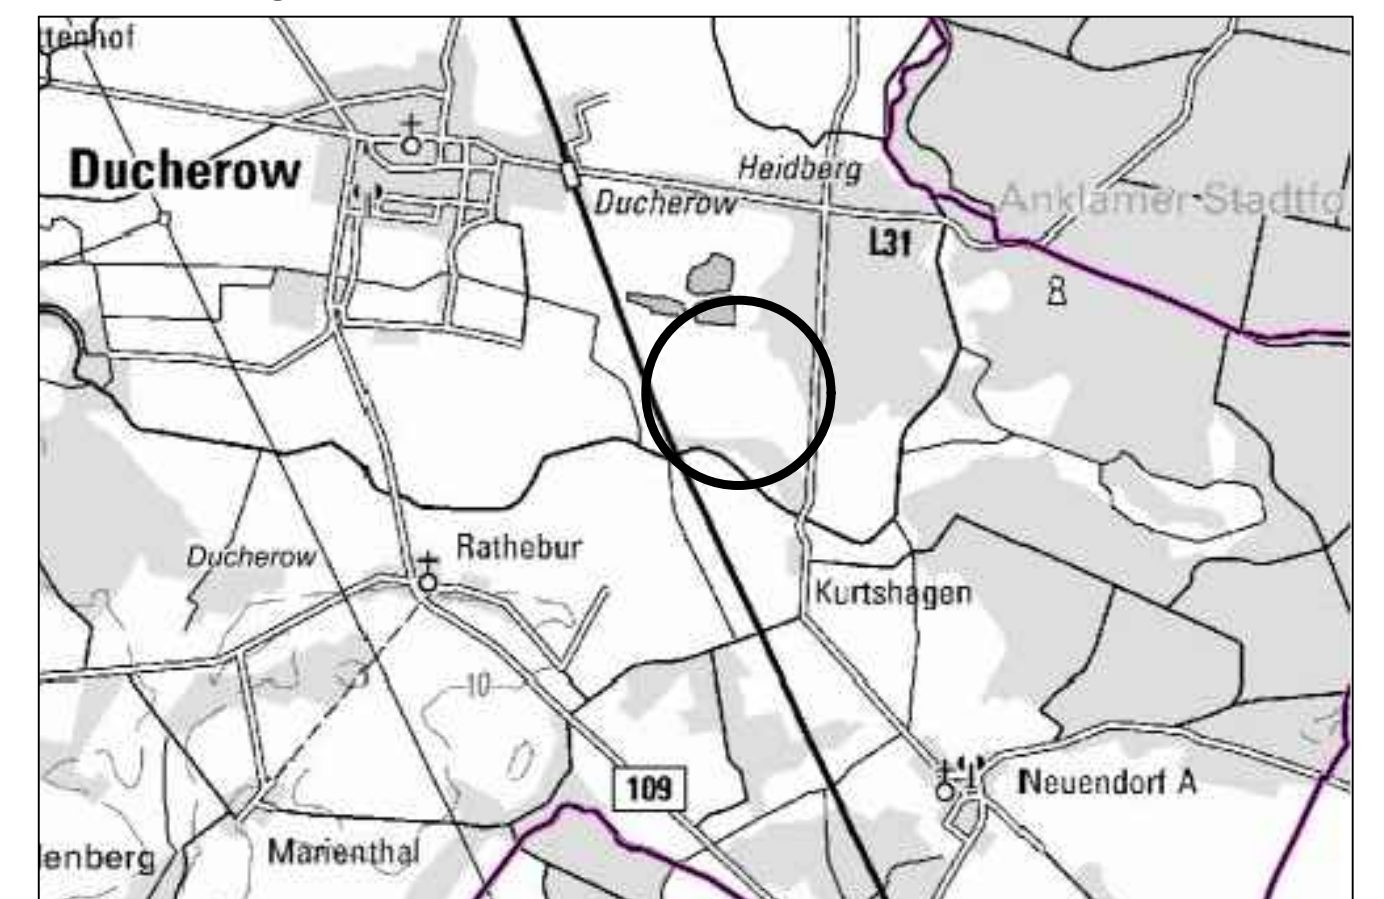 ttenhof
Ducherow
Heidberg
Ducherow
Anklamer-Stadtfo
L31
Rathebur
Ducherow
Kurtshagen
10
109
Neuendorf A
Marienthal
lenberg